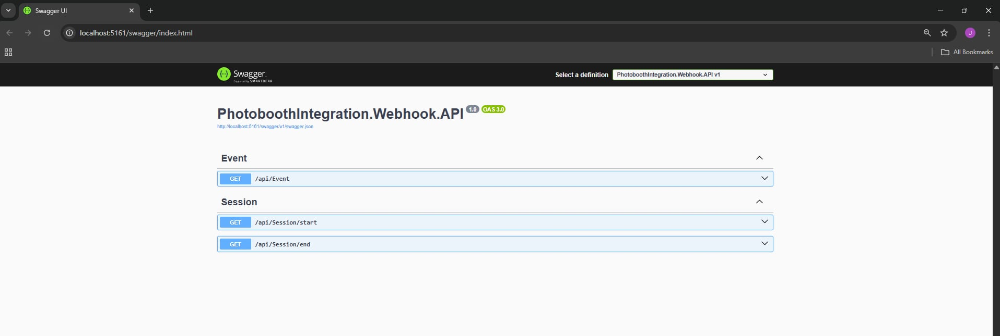 Swagger UI
localhost:5161/swagger/index.html
J
All Bookmarks
Swagger
Supported by SMARTBEAR
Select a definition
PhotoboothIntegration.Webhook.API v1
PhotoboothIntegration.Webhook.API 1.0 OAS 3.0
http://localhost:5161/swagger/v1/swagger.json
Event
GET /api/Event
Session
GET /api/Session/start
GET /api/Session/end